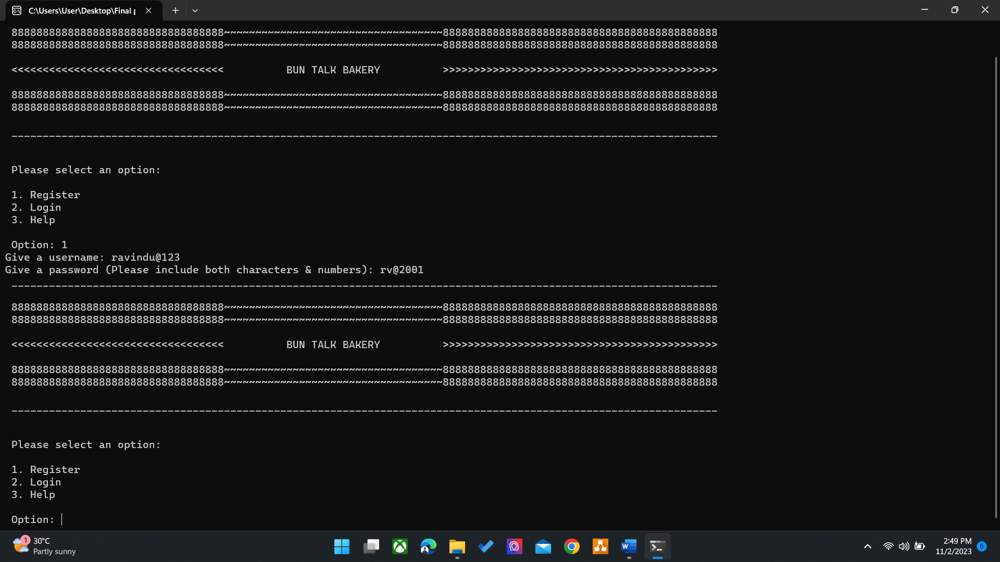 C:\Users\User\Desktop\Final p
8888888888888888888888888888888888~~~~~~~~~~~~~~~~~~~~~~~~~~~~~~~~~~~88888888888888888888888888888888888888888888
8888888888888888888888888888888888~~~~~~~~~~~~~~~~~~~~~~~~~~~~~~~~~~~88888888888888888888888888888888888888888888
<<<<<<<<<<<<<<<<<<<<<<<<<<<<<<<<<<          BUN TALK BAKERY          >>>>>>>>>>>>>>>>>>>>>>>>>>>>>>>>>>>>>>>>>>>>
8888888888888888888888888888888888~~~~~~~~~~~~~~~~~~~~~~~~~~~~~~~~~~~88888888888888888888888888888888888888888888
8888888888888888888888888888888888~~~~~~~~~~~~~~~~~~~~~~~~~~~~~~~~~~~88888888888888888888888888888888888888888888
_________________________________________________________________________________________________________________
Please select an option:
1. Register
2. Login
3. Help
Option: 1
Give a username: ravindu@123
Give a password (Please include both characters & numbers): rv@2001
_________________________________________________________________________________________________________________
8888888888888888888888888888888888~~~~~~~~~~~~~~~~~~~~~~~~~~~~~~~~~~~88888888888888888888888888888888888888888888
8888888888888888888888888888888888~~~~~~~~~~~~~~~~~~~~~~~~~~~~~~~~~~~88888888888888888888888888888888888888888888
<<<<<<<<<<<<<<<<<<<<<<<<<<<<<<<<<<          BUN TALK BAKERY          >>>>>>>>>>>>>>>>>>>>>>>>>>>>>>>>>>>>>>>>>>>>
8888888888888888888888888888888888~~~~~~~~~~~~~~~~~~~~~~~~~~~~~~~~~~~88888888888888888888888888888888888888888888
8888888888888888888888888888888888~~~~~~~~~~~~~~~~~~~~~~~~~~~~~~~~~~~88888888888888888888888888888888888888888888
_________________________________________________________________________________________________________________
Please select an option:
1. Register
2. Login
3. Help
Option:
1
30°C
Partly sunny
W
2:49 PM
11/2/2023
6